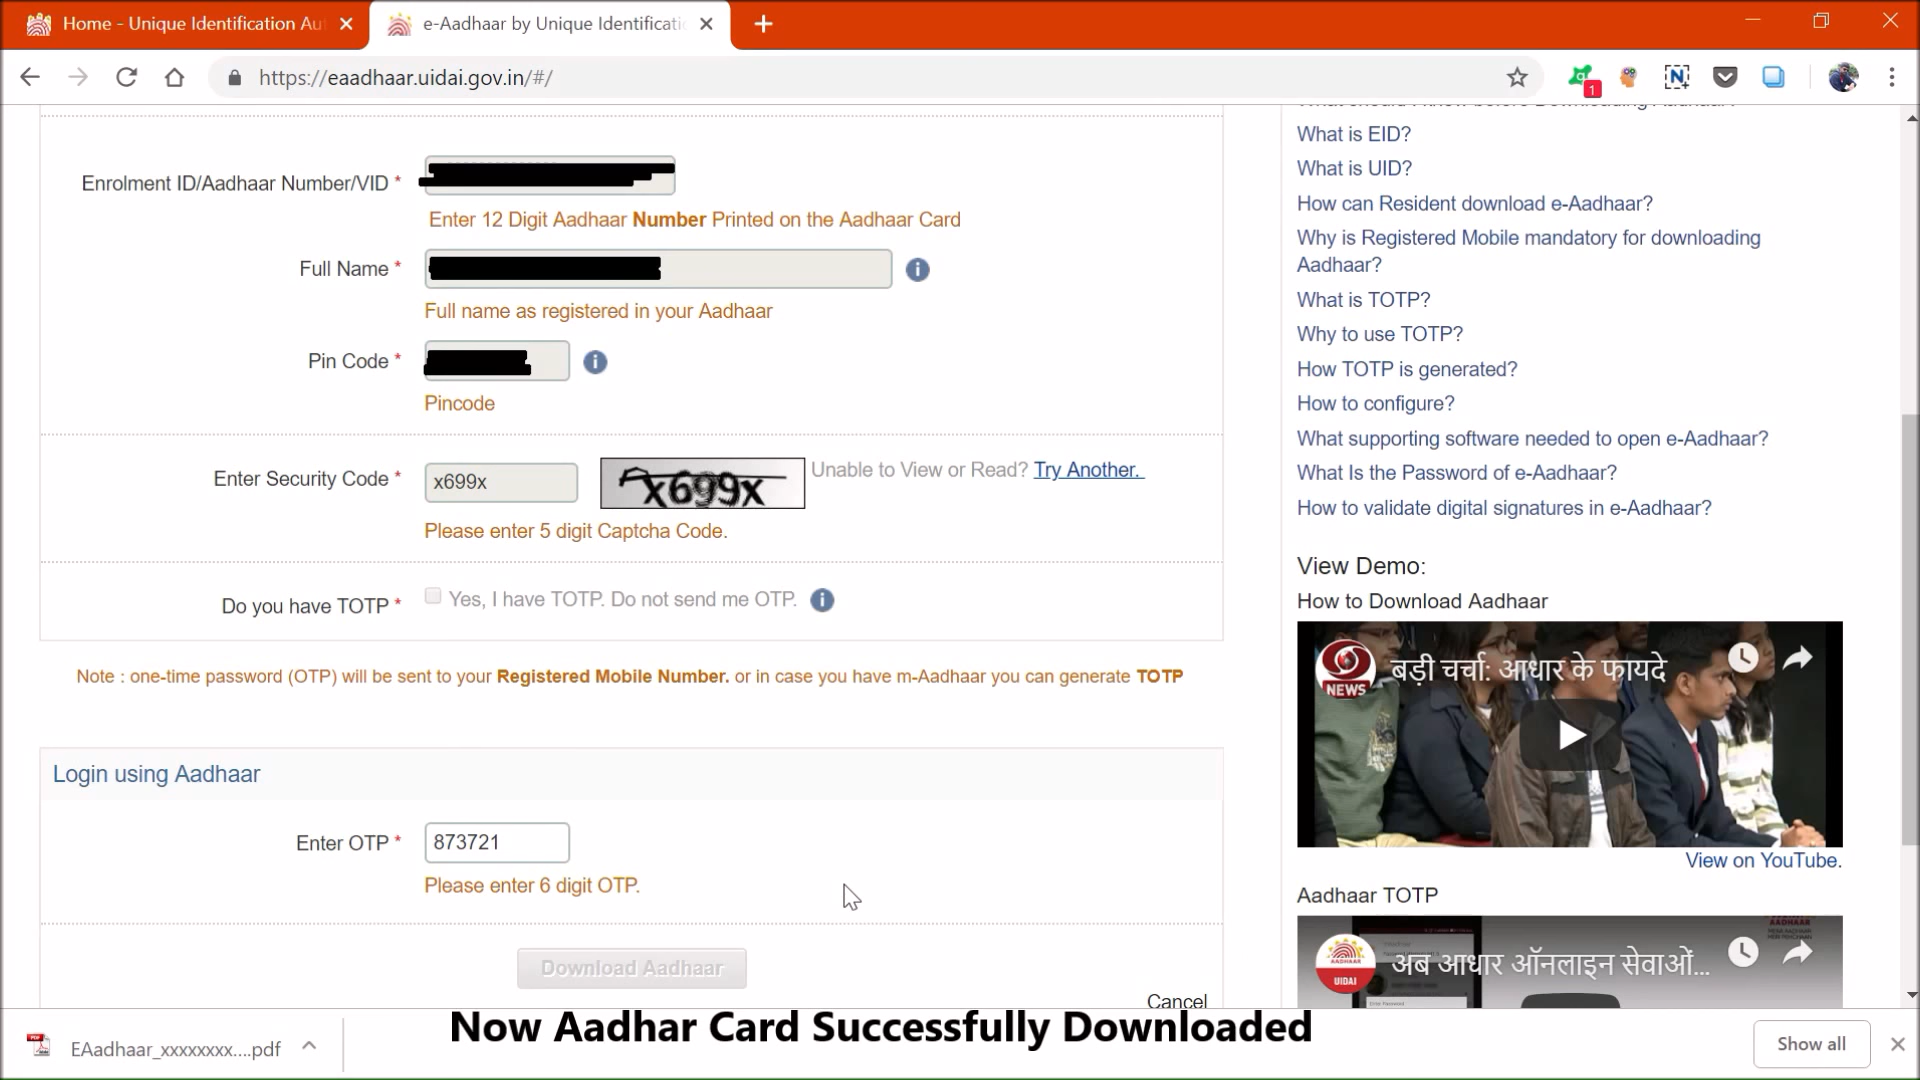 Home - Unique Identification Au
e-Aadhaar by Unique Identificati
https://eaadhaar.uidai.gov.in/#/
1
What should I know before Downloading Aadhaar?
What is EID?
What is UID?
How can Resident download e-Aadhaar?
Why is Registered Mobile mandatory for downloading
Aadhaar?
What is TOTP?
Why to use TOTP?
How TOTP is generated?
How to configure?
What supporting software needed to open e-Aadhaar?
What Is the Password of e-Aadhaar?
How to validate digital signatures in e-Aadhaar?
Enrolment ID/Aadhaar Number/VID *
Enter 12 Digit Aadhaar Number Printed on the Aadhaar Card
Full Name *
Full name as registered in your Aadhaar
Pin Code *
Pincode
Enter Security Code * x699x x699x Unable to View or Read? Try Another.
Please enter 5 digit Captcha Code.
Do you have TOTP * Yes, I have TOTP. Do not send me OTP.
Note : one-time password (OTP) will be sent to your Registered Mobile Number. or in case you have m-Aadhaar you can generate TOTP
Login using Aadhaar
Enter OTP * 873721
Please enter 6 digit OTP.
Download Aadhaar
Cancel
View Demo:
How to Download Aadhaar
NEWS
बड़ी चर्चा: आधार के फायदे
View on YouTube.
Aadhaar TOTP
AADHAAR
UIDAI
अब आधार ऑनलाइन सेवाओं...
Now Aadhar Card Successfully Downloaded
EAadhaar_xxxxxxxx....pdf
Show all